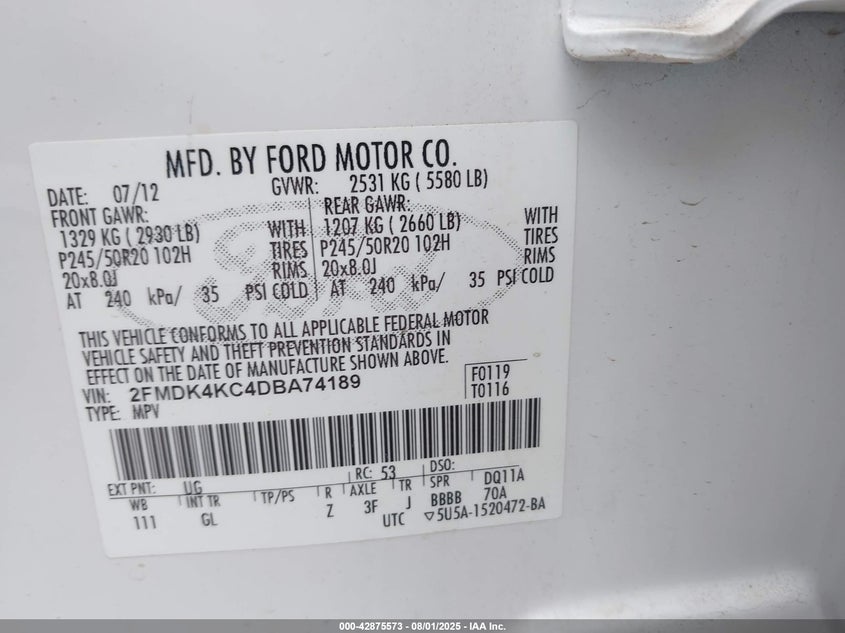 MFD. BY FORD MOTOR CO.
DATE: 07/12 GVWR: 2531 KG ( 5580 LB)
FRONT GAWR: REAR GAWR:
1329 KG ( 2930 LB) WITH 1207 KG ( 2660 LB) WITH
P245/50R20 102H TIRES P245/50R20 102H TIRES
20x8.0J RIMS 20x8.0J RIMS
AT 240 kPa/ 35 PSI COLD AT 240 kPa/ 35 PSI COLD
THIS VEHICLE CONFORMS TO ALL APPLICABLE FEDERAL MOTOR
VEHICLE SAFETY AND THEFT PREVENTION STANDARDS IN
EFFECT ON THE DATE OF MANUFACTURE SHOWN ABOVE.
VIN: 2FMDK4KC4DBA74189 F0119
TYPE: MPV T0116
EXT PNT: UG RC: 53 DSO:
WB INT TR TP/PS R AXLE TR SPR DQ11A
111 GL Z 3F J BBBB 70A
UTC ▽5U5A-1520472-BA
000-42875573 - 08/01/2025 - IAA Inc.